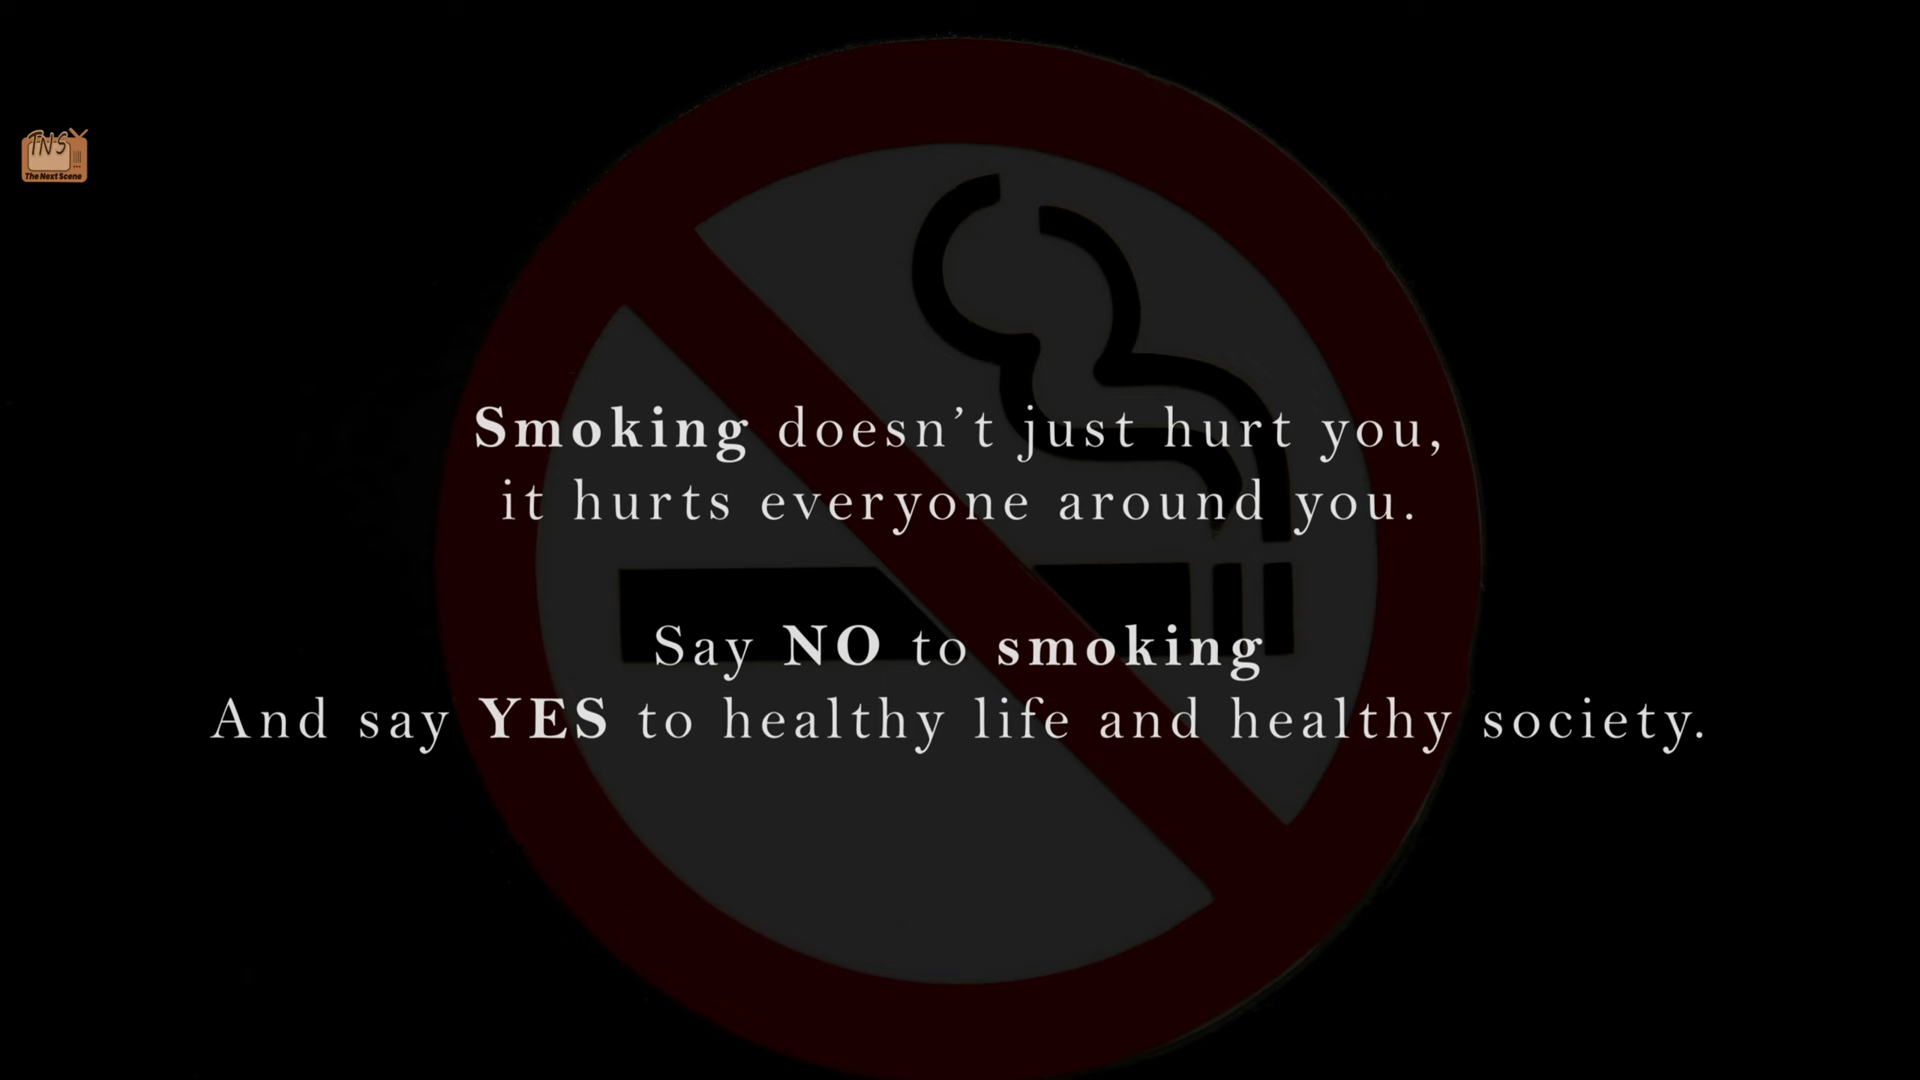 TNS
The Next Scene
Smoking doesn’t just hurt you,
it hurts everyone around you.
Say NO to smoking
And say YES to healthy life and healthy society.